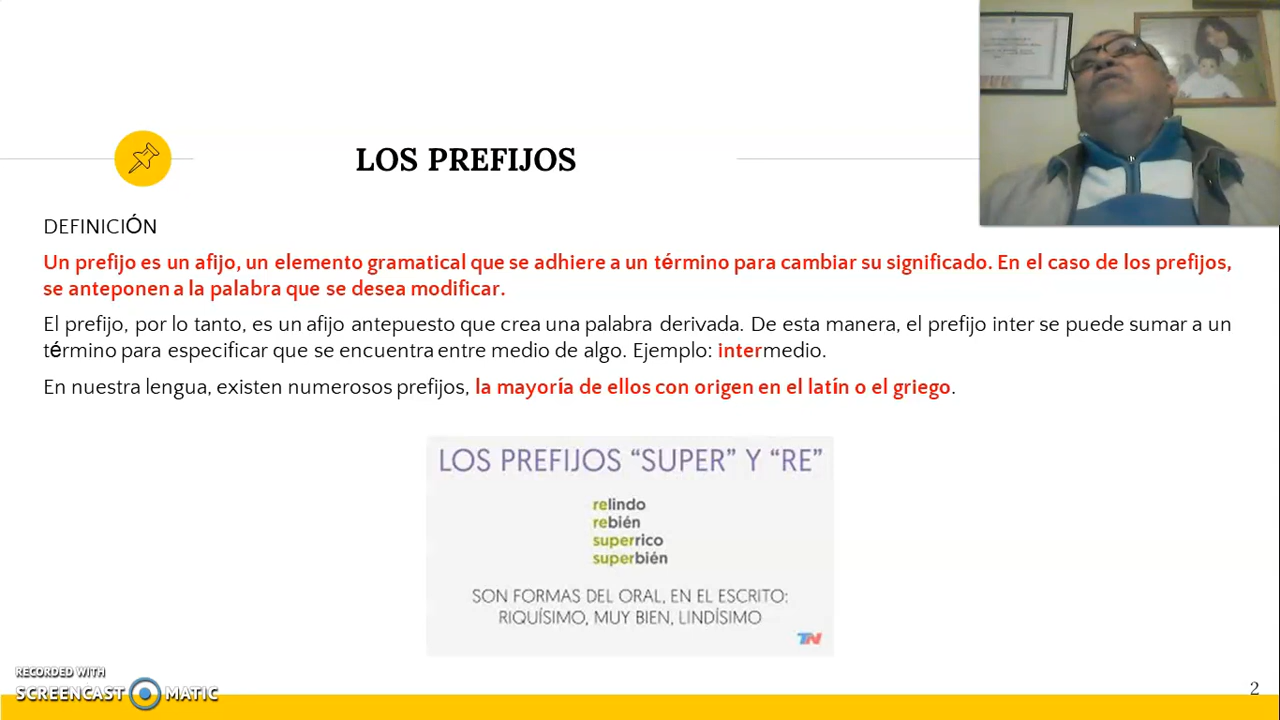 LOS PREFIJOS
DEFINICIÓN
Un prefijo es un afijo, un elemento gramatical que se adhiere a un término para cambiar su significado. En el caso de los prefijos,
se anteponen a la palabra que se desea modificar.
El prefijo, por lo tanto, es un afijo antepuesto que crea una palabra derivada. De esta manera, el prefijo inter se puede sumar a un
término para especificar que se encuentra entre medio de algo. Ejemplo: intermedio.
En nuestra lengua, existen numerosos prefijos, la mayoría de ellos con origen en el latín o el griego.
LOS PREFIJOS “SUPER” Y “RE”
relindo
rebién
superrico
superbién
SON FORMAS DEL ORAL, EN EL ESCRITO:
RIQUÍSIMO, MUY BIEN, LINDÍSIMO
TN
RECORDED WITH
SCREENCAST MATIC
2